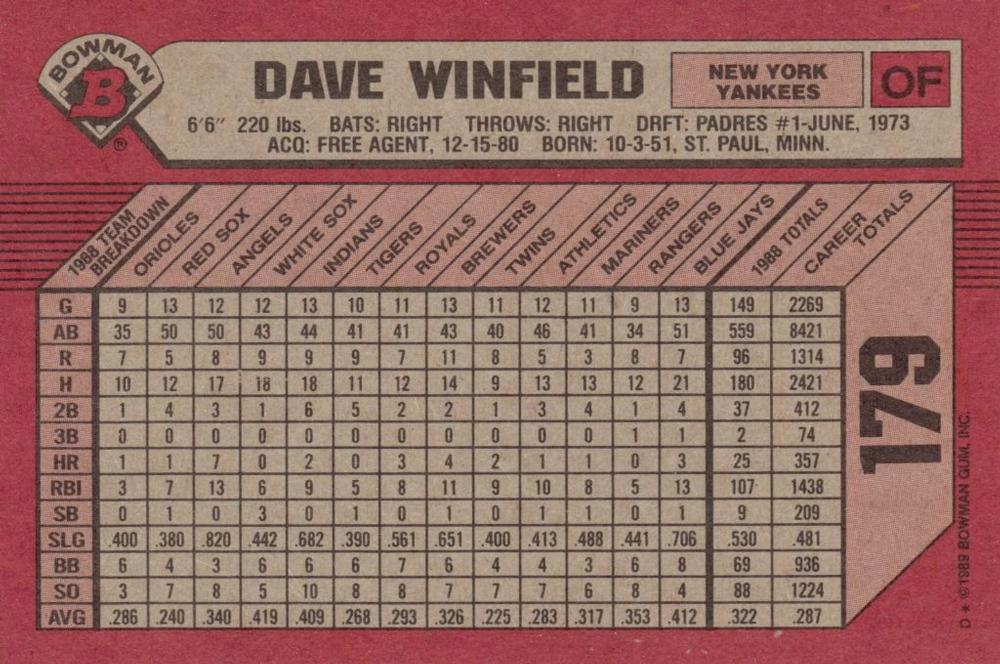 BOWMAN
B
®
DAVE WINFIELD
NEW YORK
YANKEES
OF
6'6" 220 lbs. BATS: RIGHT THROWS: RIGHT DRFT: PADRES #1-JUNE, 1973
ACQ: FREE AGENT, 12-15-80 BORN: 10-3-51, ST. PAUL, MINN.
1988 TEAM BREAKDOWN ORIOLES RED SOX ANGELS WHITE SOX INDIANS TIGERS ROYALS BREWERS TWINS ATHLETICS MARINERS RANGERS BLUE JAYS 1988 TOTALS CAREER TOTALS
G 9 13 12 12 13 10 11 13 11 12 11 9 13 149 2269
AB 35 50 50 43 44 41 41 43 40 46 41 34 51 559 8421
R 7 5 8 9 9 9 7 11 8 5 3 8 7 96 1314
H 10 12 17 18 18 11 12 14 9 13 13 12 21 180 2421
2B 1 4 3 1 6 5 2 2 1 3 4 1 4 37 412
3B 0 0 0 0 0 0 0 0 0 0 0 1 1 2 74
HR 1 1 7 0 2 0 3 4 2 1 1 0 3 25 357
RBI 3 7 13 6 9 5 8 11 9 10 8 5 13 107 1438
SB 0 1 0 3 0 1 0 1 0 1 1 0 1 9 209
SLG .400 .380 .820 .442 .682 .390 .561 .651 .400 .413 .488 .441 .706 .530 .481
BB 6 4 3 6 6 6 7 6 4 4 3 6 8 69 936
SO 3 7 8 5 10 8 8 7 7 7 6 8 4 88 1224
AVG .286 .240 .340 .419 .409 .268 .293 .326 .225 .283 .317 .353 .412 .322 .287
179
D * © 1989 BOWMAN GUM, INC.